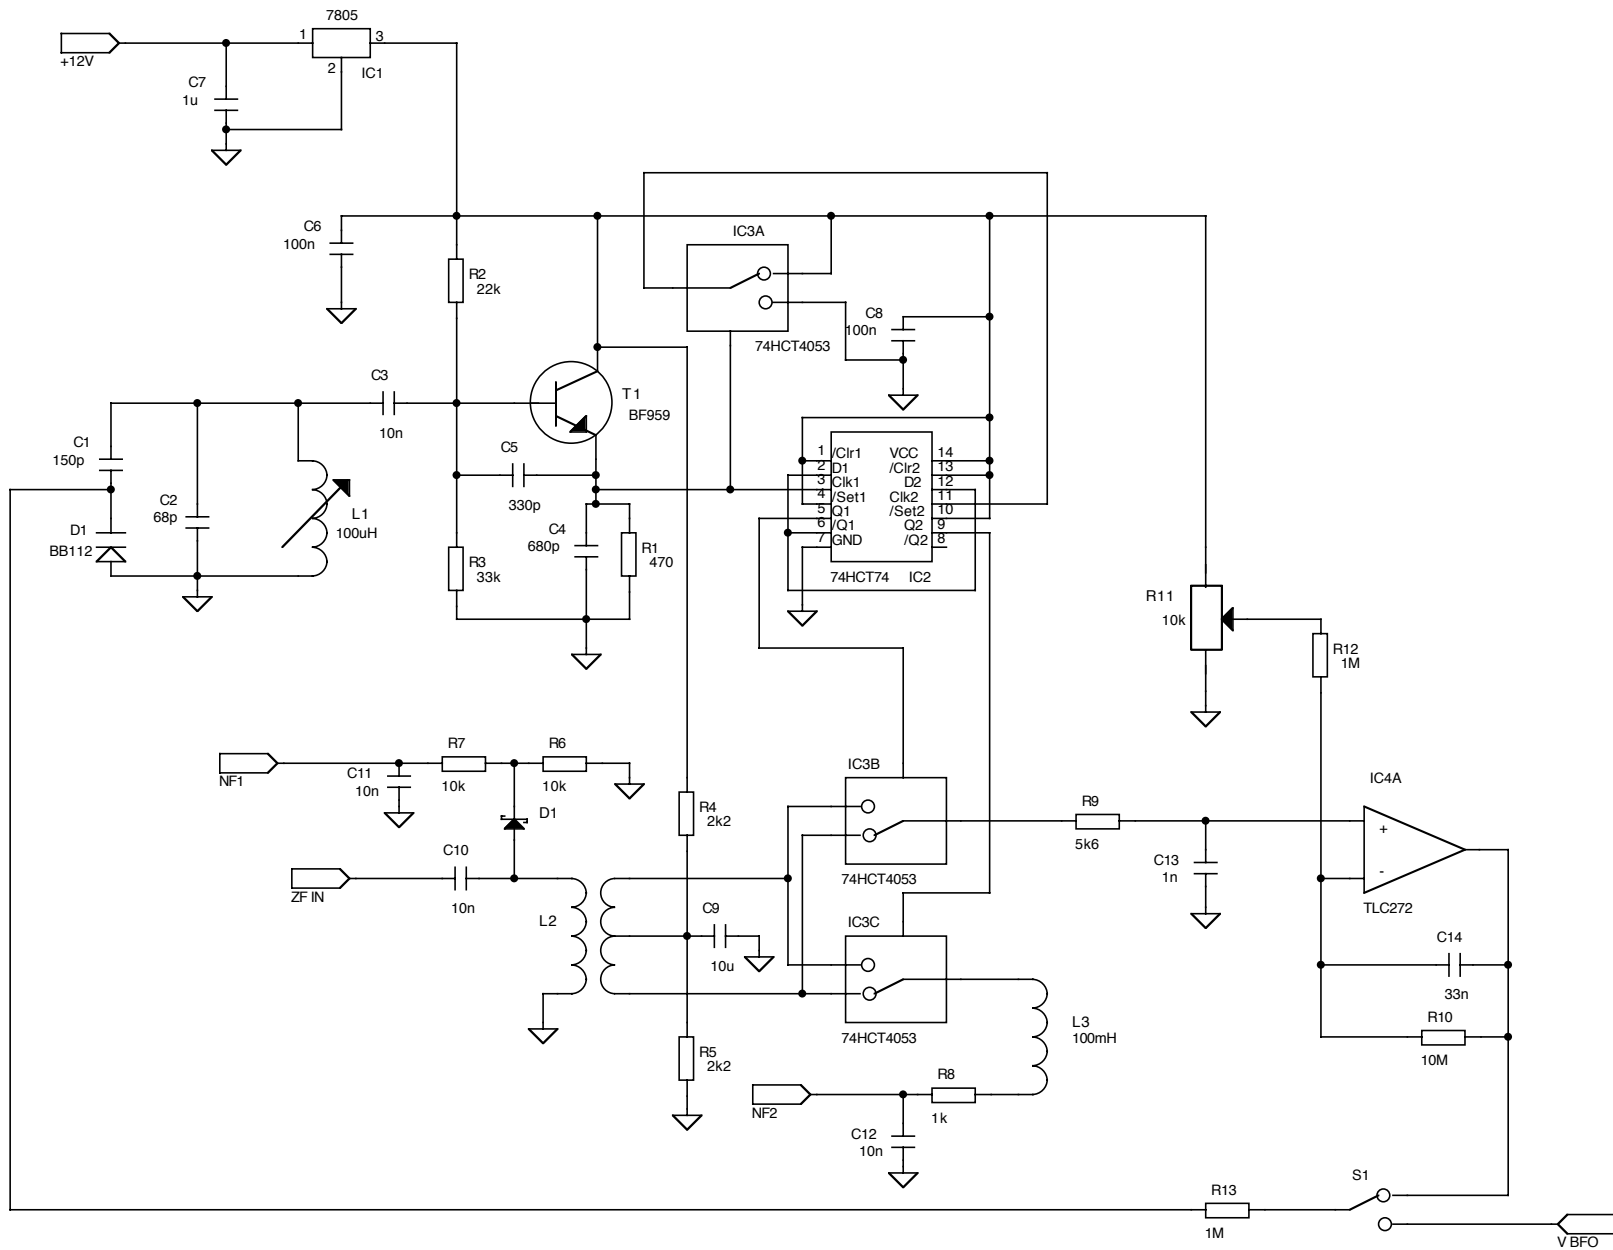 7805
1
3
+12V
2
IC1
C7
1u
C6
100n
IC3A
R2
22k
C8
100n
74HCT4053
C3
10n
T1
BF959
C1
150p
C5
330p
C2
68p
L1
100uH
D1
BB112
C4
680p
R1
470
R3
33k
1 /Clr1 VCC 14
2 D1 /Clr2 13
3 Clk1 D2 12
4 /Set1 Clk2 11
5 Q1 /Set2 10
6 /Q1 Q2 9
7 GND /Q2 8
74HCT74 IC2
R11
10k
R12
1M
NF1
C11
10n
R7
10k
R6
10k
D1
IC3B
R4
2k2
R9
5k6
IC4A
+
-
TLC272
C10
10n
ZF IN
74HCT4053
C13
1n
L2
C9
10u
IC3C
C14
33n
74HCT4053
L3
100mH
R10
10M
R5
2k2
NF2
R8
1k
C12
10n
S1
R13
1M
V BFO